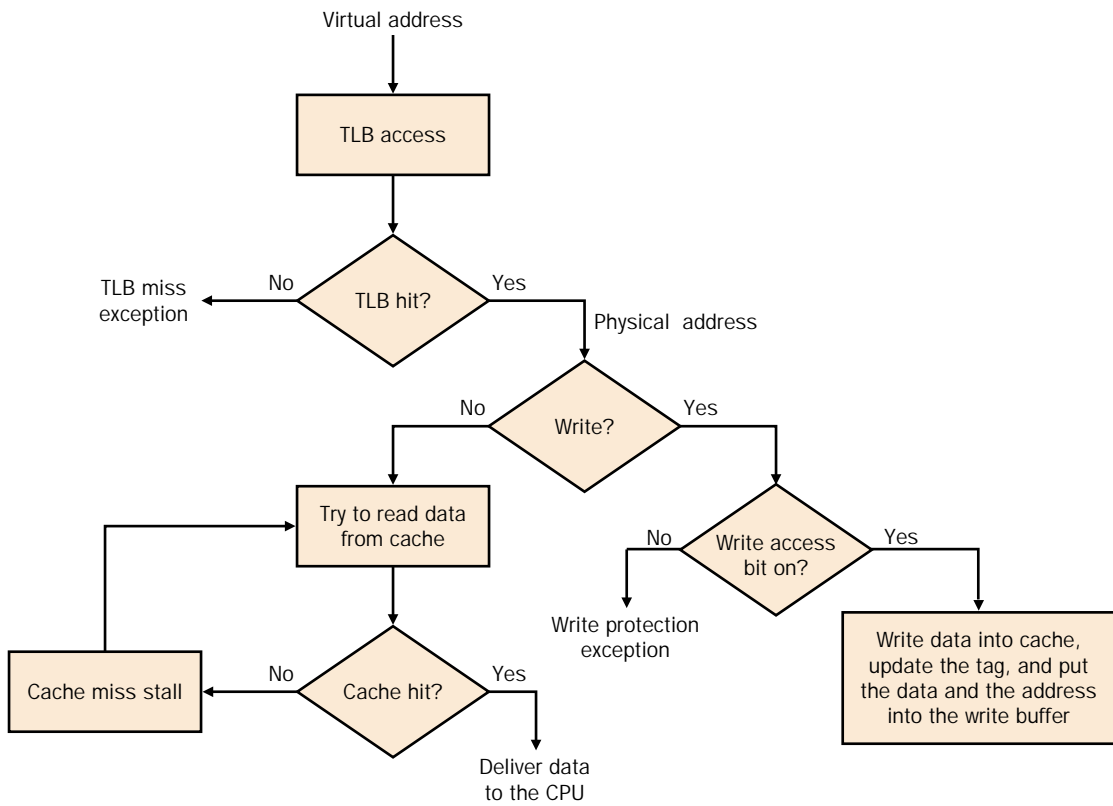 Virtual address
TLB access
No
Yes
TLB miss
exception
TLB hit?
Physical address
No
Yes
Write?
Try to read data
from cache
No
Yes
Write access
bit on?
Write protection
exception
Write data into cache,
update the tag, and put
the data and the address
into the write buffer
No
Yes
Cache miss stall
Cache hit?
Deliver data
to the CPU